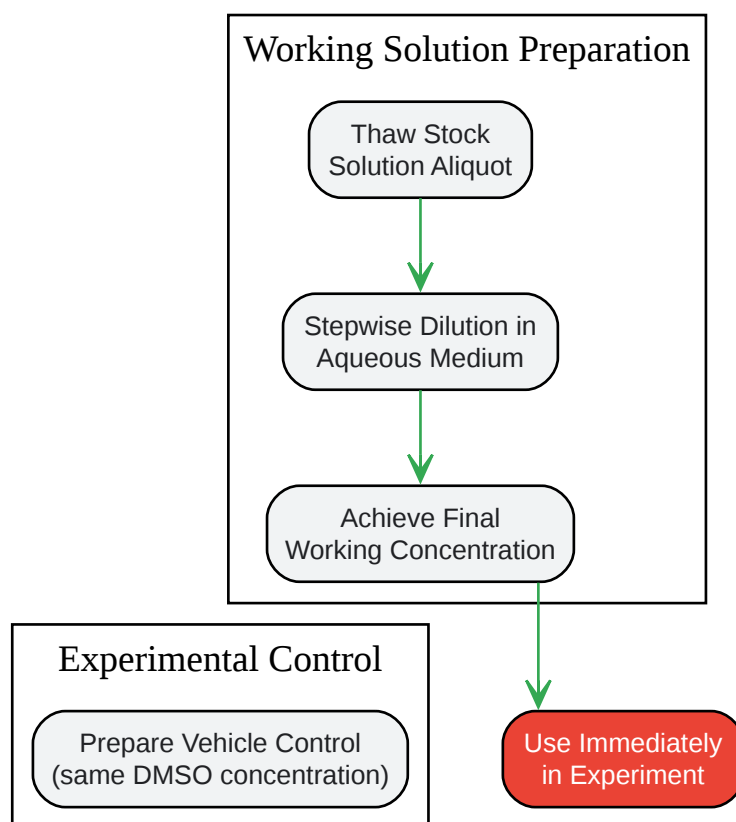 Working Solution Preparation
Thaw Stock
Solution Aliquot
Stepwise Dilution in
Aqueous Medium
Achieve Final
Working Concentration
Experimental Control
Prepare Vehicle Control
(same DMSO concentration)
Use Immediately
in Experiment